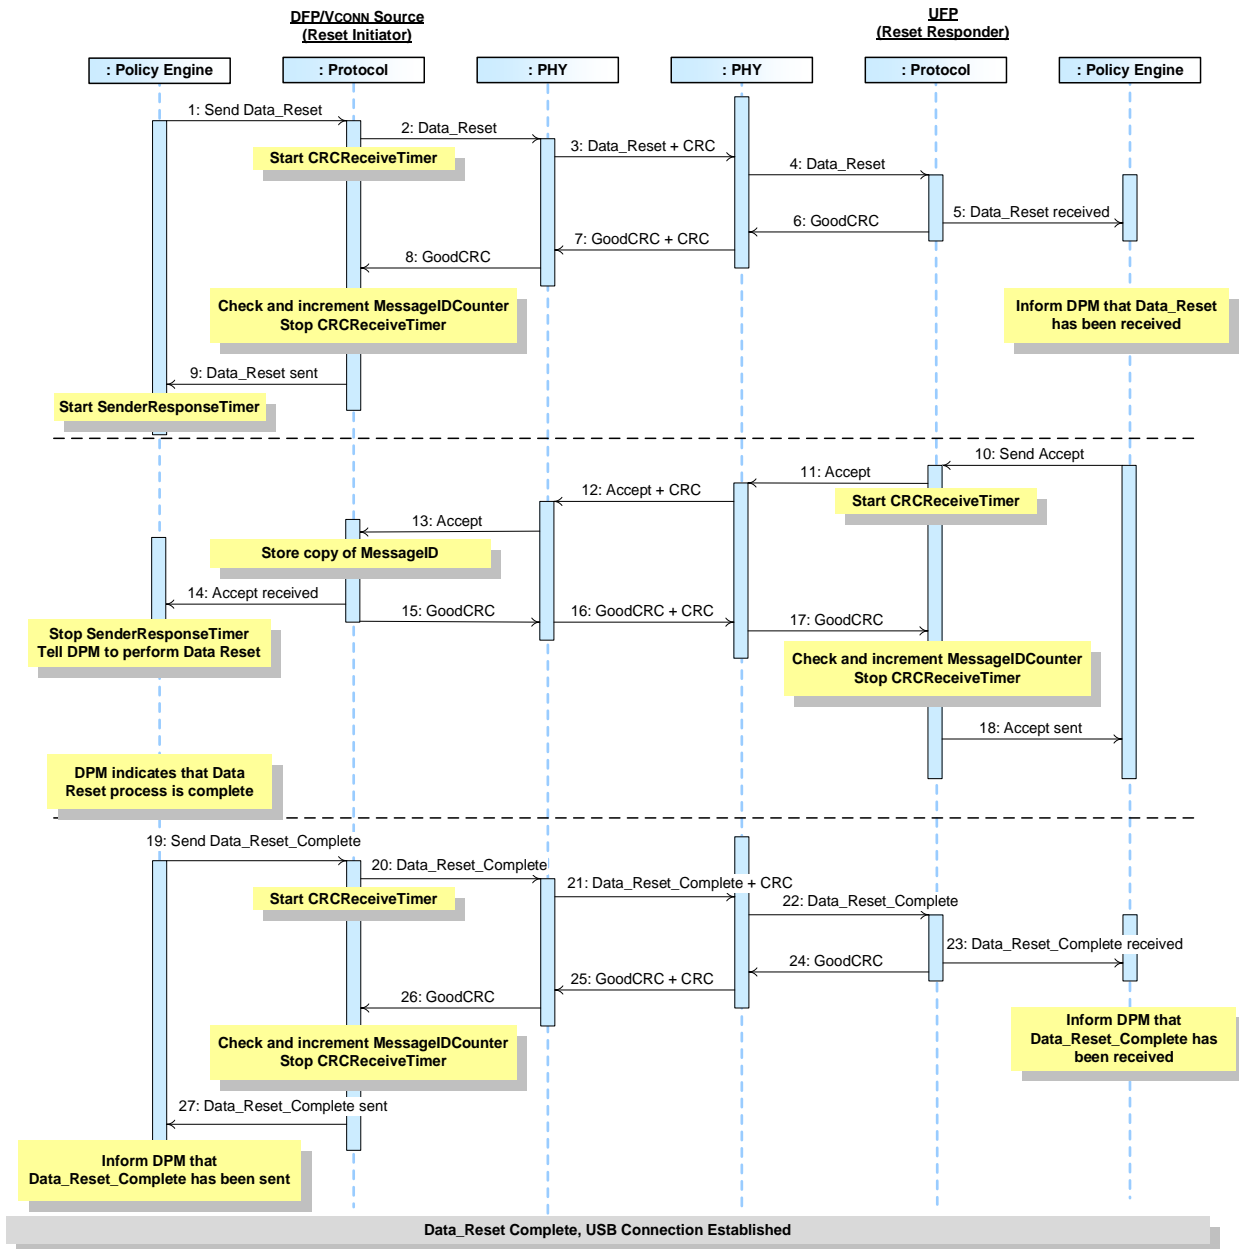 DFP/VCONN Source
(Reset Initiator)
UFP
(Reset Responder)
: Policy Engine
: Protocol
: PHY
: PHY
: Protocol
: Policy Engine
1: Send Data_Reset
2: Data_Reset
Start CRCReceiveTimer
3: Data_Reset + CRC
4: Data_Reset
5: Data_Reset received
6: GoodCRC
7: GoodCRC + CRC
8: GoodCRC
Check and increment MessageIDCounter
Stop CRCReceiveTimer
Inform DPM that Data_Reset
has been received
9: Data_Reset sent
Start SenderResponseTimer
10: Send Accept
11: Accept
Start CRCReceiveTimer
12: Accept + CRC
13: Accept
Store copy of MessageID
14: Accept received
15: GoodCRC
16: GoodCRC + CRC
17: GoodCRC
Stop SenderResponseTimer
Tell DPM to perform Data Reset
Check and increment MessageIDCounter
Stop CRCReceiveTimer
18: Accept sent
DPM indicates that Data
Reset process is complete
19: Send Data_Reset_Complete
20: Data_Reset_Complete
Start CRCReceiveTimer
21: Data_Reset_Complete + CRC
22: Data_Reset_Complete
23: Data_Reset_Complete received
24: GoodCRC
25: GoodCRC + CRC
26: GoodCRC
Check and increment MessageIDCounter
Stop CRCReceiveTimer
Inform DPM that
Data_Reset_Complete has
been received
27: Data_Reset_Complete sent
Inform DPM that
Data_Reset_Complete has been sent
Data_Reset Complete, USB Connection Established